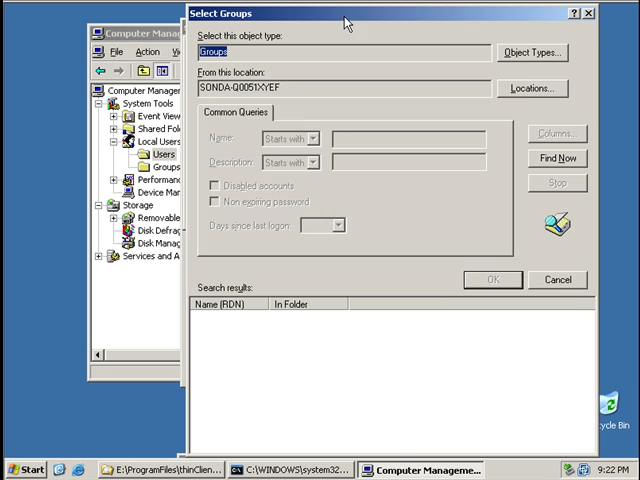 Select Groups
Computer Manag
Select this object type:
Groups
Object Types...
File Action
From this location:
SONDA-Q0051XYEF
Locations...
Computer Managem
System Tools
Common Queries
Event View
Shared Fol
Name: Starts with
Columns...
Local Users
Users
Description: Starts with
Find Now
Groups
Performan
Disabled accounts
Stop
Device Man
Non expiring password
Storage
Removable
Days since last logon:
Disk Defrag
Disk Manag
Services and A
OK
Cancel
Search results:
Name (RDN) In Folder
cycle Bin
Start
E:\ProgramFiles\thinClien...
C:\WINDOWS\system32...
Computer Manageme...
9:22 PM